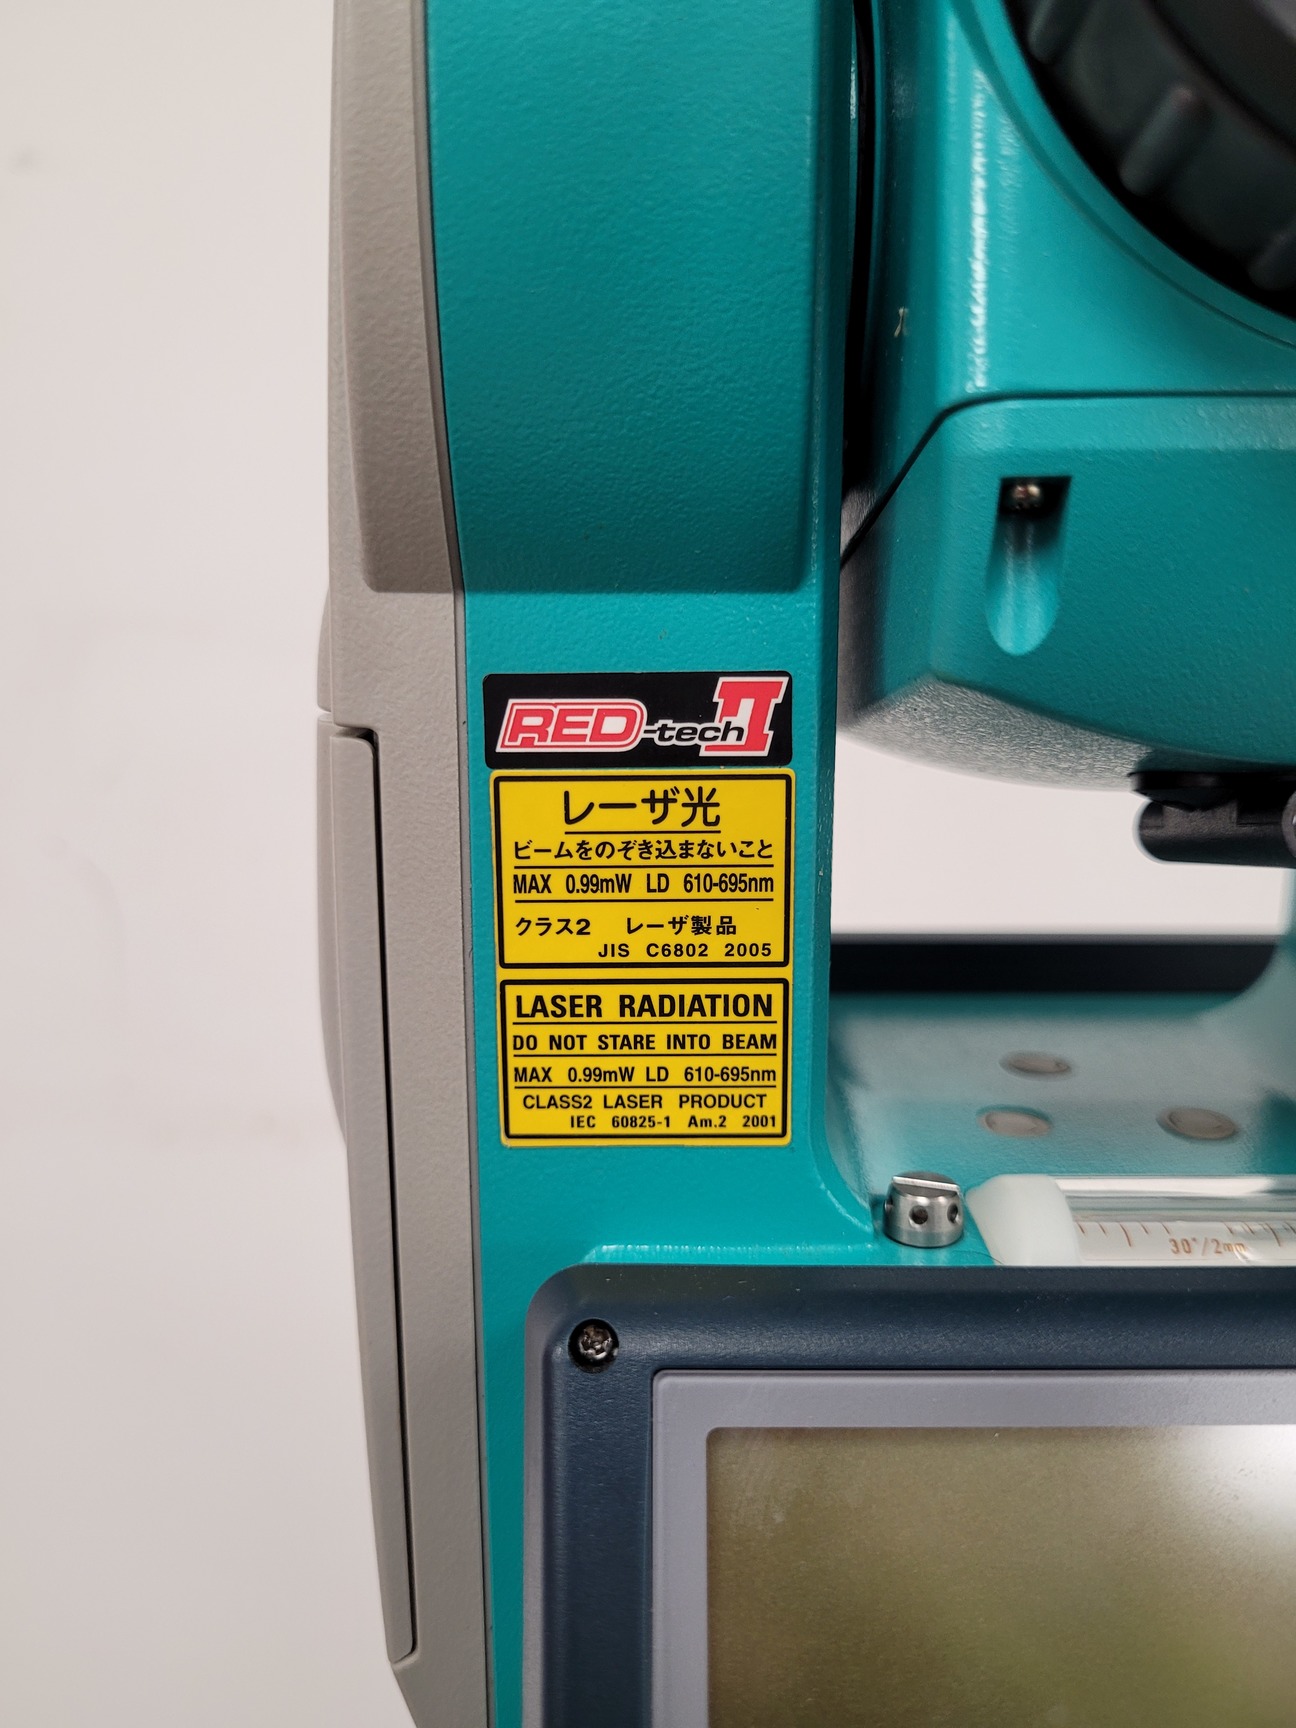 RED-tech II
レーザ光
ビームをのぞき込まないこと
MAX 0.99mW LD 610-695nm
クラス2 レーザ製品
JIS C6802 2005
LASER RADIATION
DO NOT STARE INTO BEAM
MAX 0.99mW LD 610-695nm
CLASS2 LASER PRODUCT
IEC 60825-1 Am.2 2001
30"/2mm